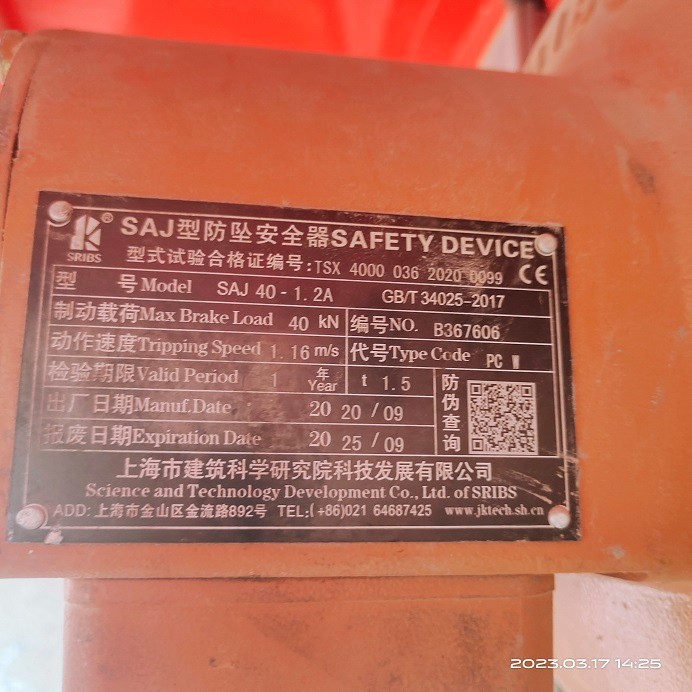 SAJ型防坠安全器SAFETY DEVICE
® SRIBS
型式试验合格证编号:TSX 4000 036 2020 0099 CE
型 号Model SAJ 40-1.2A GB/T 34025-2017
制动载荷Max Brake Load 40 kN 编号NO. B367606
动作速度Tripping Speed 1.16 m/s 代号Type Code PC W
检验期限Valid Period 1 年 Year t 1.5
出厂日期Manuf.Date 20 20 / 09
报废日期Expiration Date 20 25 / 09
防伪查询
上海市建筑科学研究院科技发展有限公司
Science and Technology Development Co., Ltd. of SRIBS
ADD: 上海市金山区金流路892号 TEL:(+86)021 64687425 www.jktech.sh.cn
2023.03.17 14:25